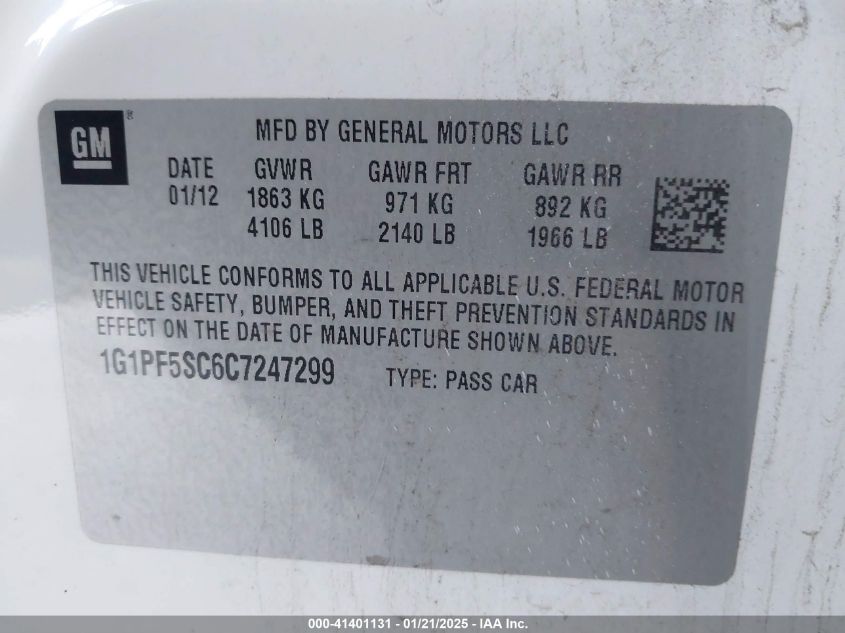 GM ®
MFD BY GENERAL MOTORS LLC
DATE GVWR GAWR FRT GAWR RR
01/12 1863 KG 971 KG 892 KG
4106 LB 2140 LB 1966 LB
THIS VEHICLE CONFORMS TO ALL APPLICABLE U.S. FEDERAL MOTOR
VEHICLE SAFETY, BUMPER, AND THEFT PREVENTION STANDARDS IN
EFFECT ON THE DATE OF MANUFACTURE SHOWN ABOVE.
1G1PF5SC6C7247299 TYPE: PASS CAR
000-41401131 - 01/21/2025 - IAA Inc.